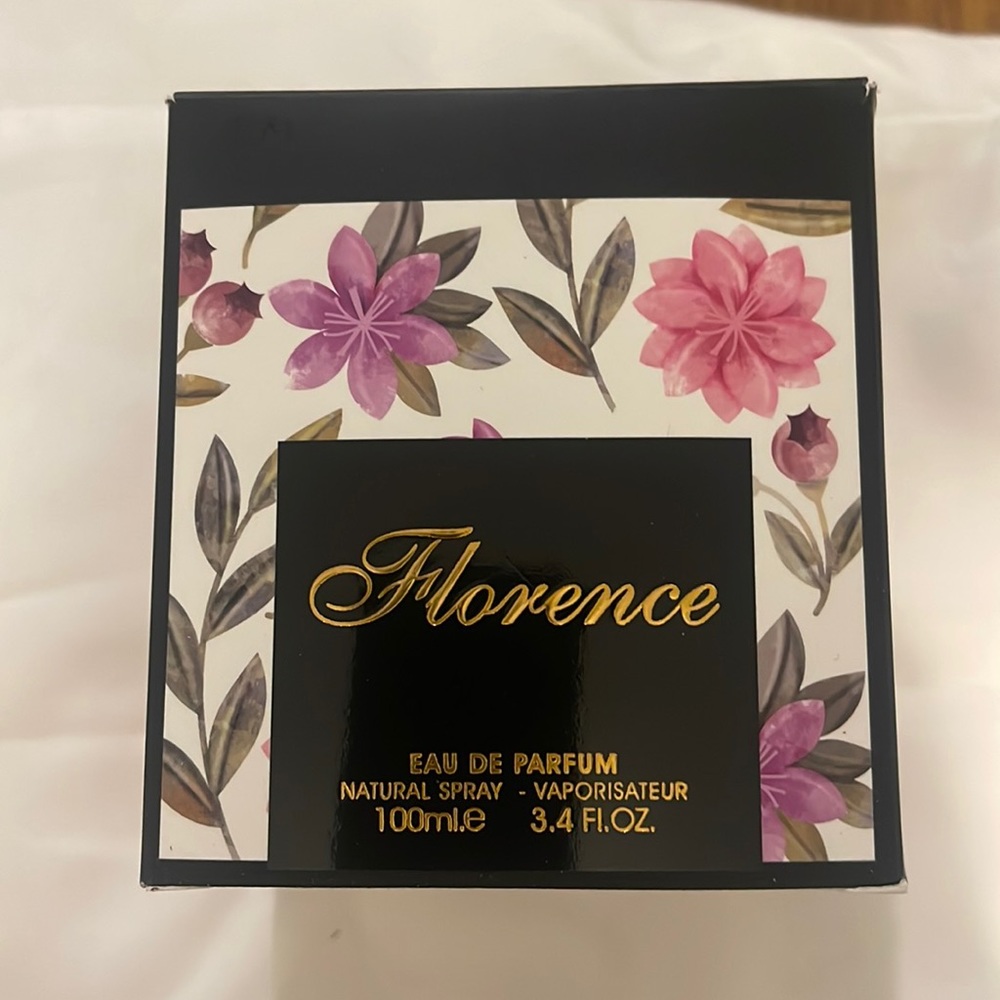 Florence
EAU DE PARFUM
NATURAL SPRAY - VAPORISATEUR
100ml.e 3.4 Fl.OZ.